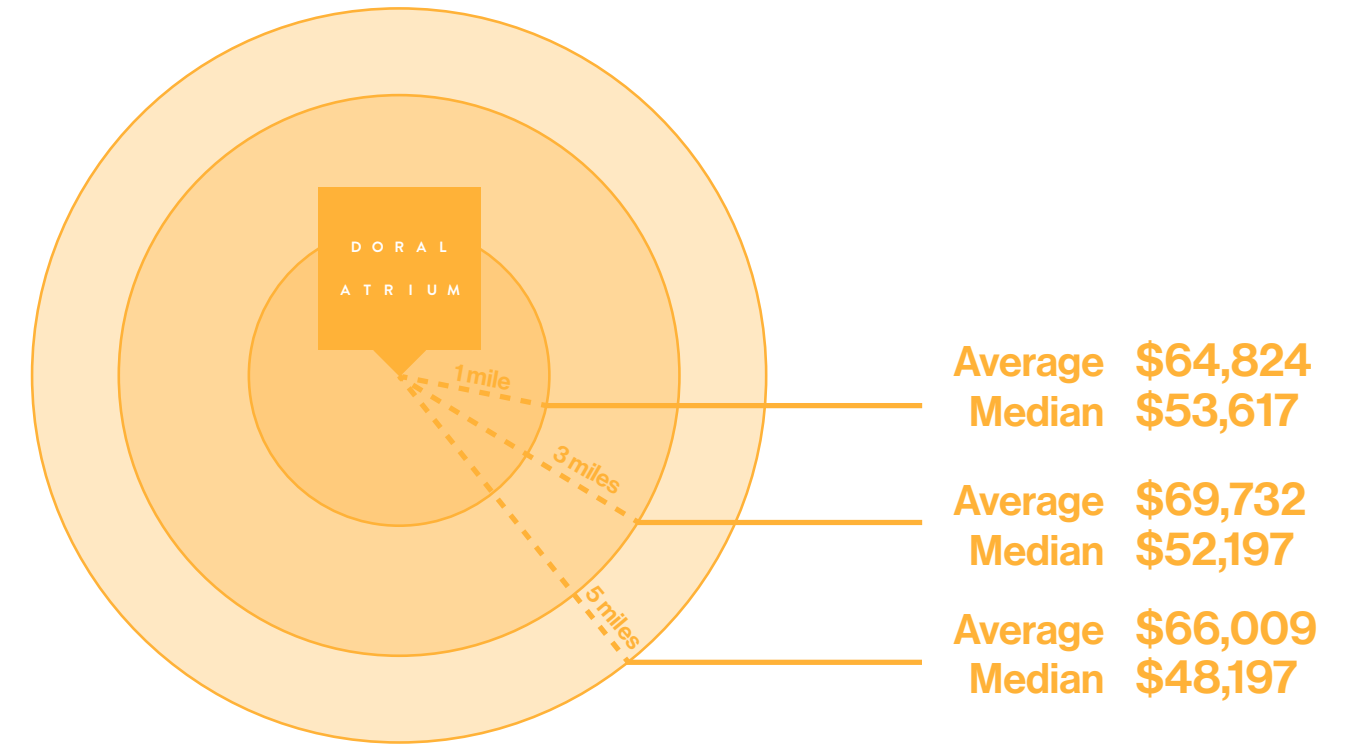 DORAL
ATRIUM
1 mile
3 miles
5 miles
Average $64,824
Median $53,617
Average $69,732
Median $52,197
Average $66,009
Median $48,197